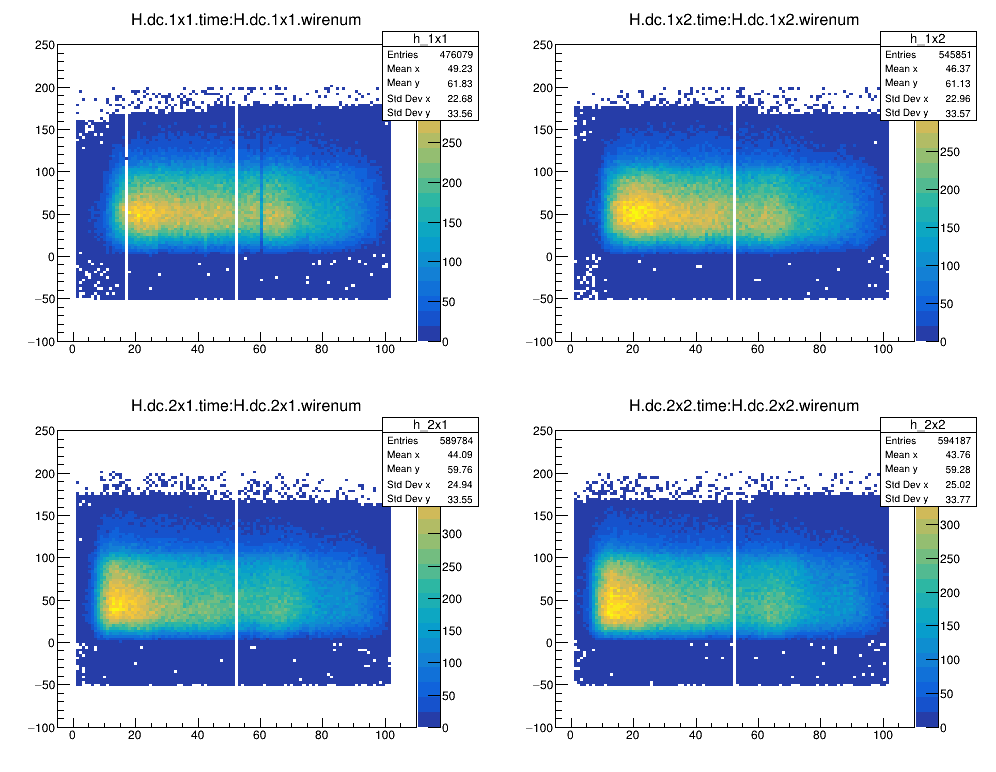 H.dc.1x1.time:H.dc.1x1.wirenum
h_1x1
Entries 476079
Mean x 49.23
Mean y 61.83
Std Dev x 22.68
Std Dev y 33.56
250
200
150
100
50
0
−50
−100
0 20 40 60 80 100
250
200
150
100
50
0
H.dc.1x2.time:H.dc.1x2.wirenum
h_1x2
Entries 545851
Mean x 46.37
Mean y 61.13
Std Dev x 22.96
Std Dev y 33.57
250
200
150
100
50
0
−50
−100
0 20 40 60 80 100
250
200
150
100
50
0
H.dc.2x1.time:H.dc.2x1.wirenum
h_2x1
Entries 589784
Mean x 44.09
Mean y 59.76
Std Dev x 24.94
Std Dev y 33.55
250
200
150
100
50
0
−50
−100
0 20 40 60 80 100
300
250
200
150
100
50
0
H.dc.2x2.time:H.dc.2x2.wirenum
h_2x2
Entries 594187
Mean x 43.76
Mean y 59.28
Std Dev x 25.02
Std Dev y 33.77
250
200
150
100
50
0
−50
−100
0 20 40 60 80 100
300
250
200
150
100
50
0